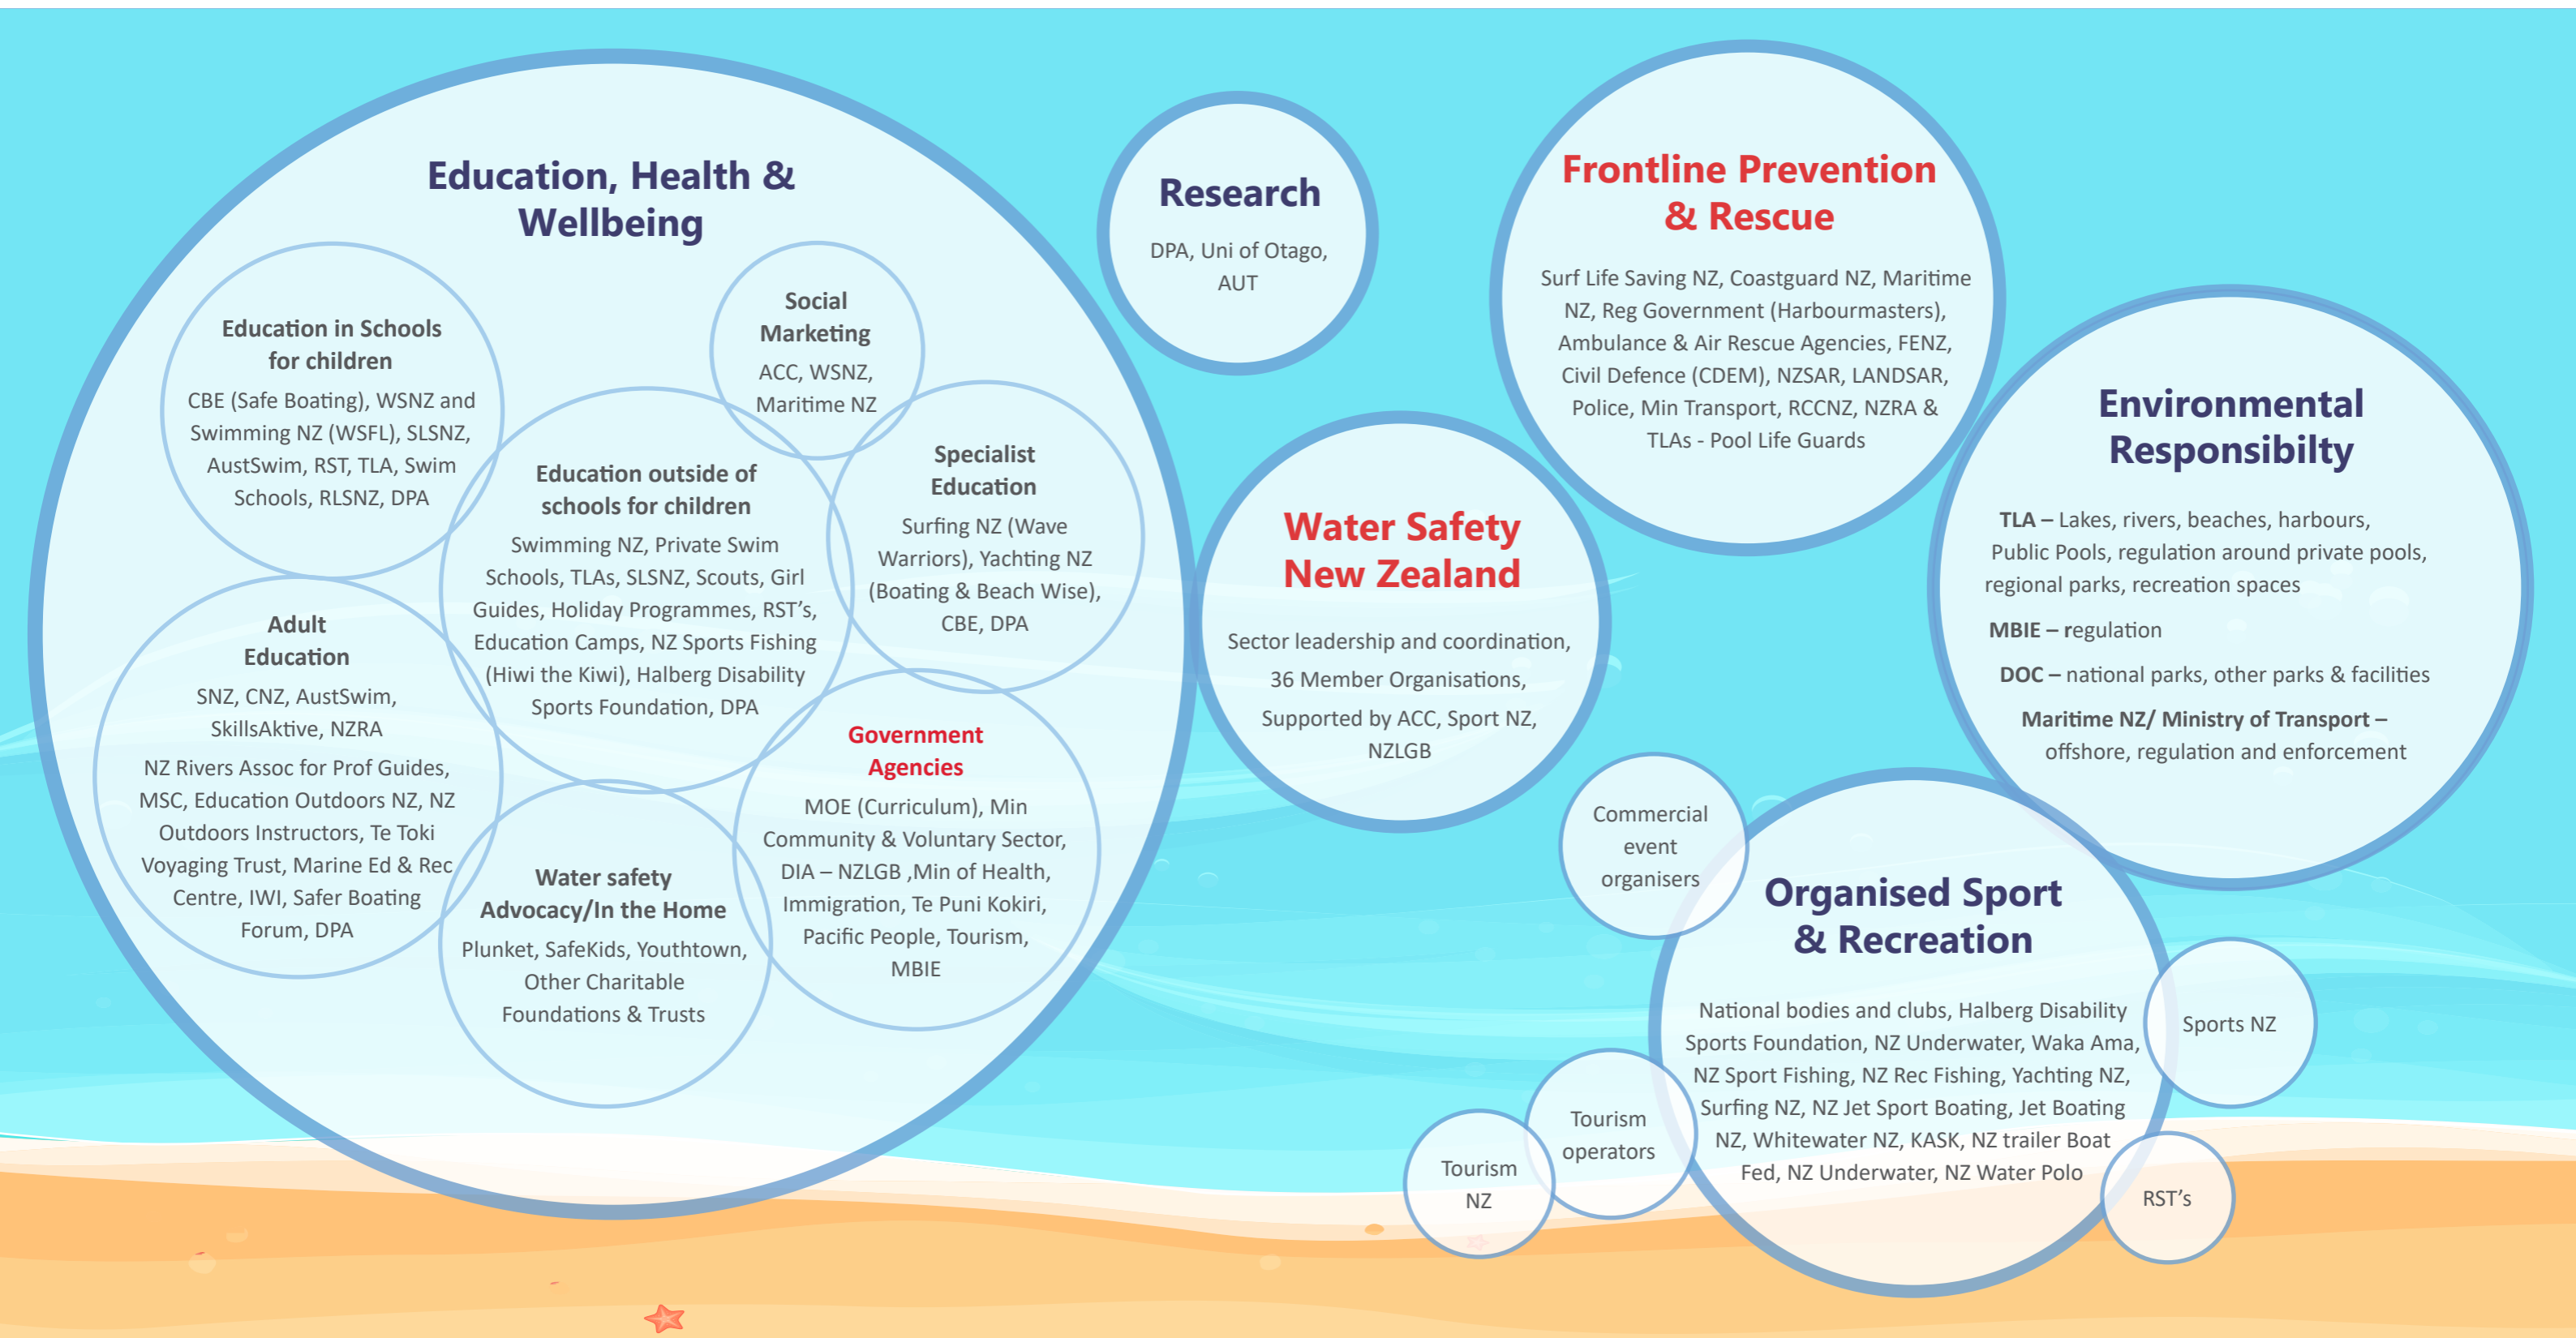 Education, Health &
Wellbeing
Education in Schools
for children
CBE (Safe Boating), WSNZ and
Swimming NZ (WSFL), SLSNZ,
AustSwim, RST, TLA, Swim
Schools, RLSNZ, DPA
Social
Marketing
ACC, WSNZ,
Maritime NZ
Education outside of
schools for children
Swimming NZ, Private Swim
Schools, TLAs, SLSNZ, Scouts, Girl
Guides, Holiday Programmes, RST's,
Education Camps, NZ Sports Fishing
(Hiwi the Kiwi), Halberg Disability
Sports Foundation, DPA
Specialist
Education
Surfing NZ (Wave
Warriors), Yachting NZ
(Boating & Beach Wise),
CBE, DPA
Adult
Education
SNZ, CNZ, AustSwim,
SkillsAktive, NZRA
NZ Rivers Assoc for Prof Guides,
MSC, Education Outdoors NZ, NZ
Outdoors Instructors, Te Toki
Voyaging Trust, Marine Ed & Rec
Centre, IWI, Safer Boating
Forum, DPA
Water safety
Advocacy/In the Home
Plunket, SafeKids, Youthtown,
Other Charitable
Foundations & Trusts
Government
Agencies
MOE (Curriculum), Min
Community & Voluntary Sector,
DIA – NZLGB ,Min of Health,
Immigration, Te Puni Kokiri,
Pacific People, Tourism,
MBIE
Research
DPA, Uni of Otago,
AUT
Water Safety
New Zealand
Sector leadership and coordination,
36 Member Organisations,
Supported by ACC, Sport NZ,
NZLGB
Frontline Prevention
& Rescue
Surf Life Saving NZ, Coastguard NZ, Maritime
NZ, Reg Government (Harbourmasters),
Ambulance & Air Rescue Agencies, FENZ,
Civil Defence (CDEM), NZSAR, LANDSAR,
Police, Min Transport, RCCNZ, NZRA &
TLAs - Pool Life Guards
Environmental
Responsibilty
TLA – Lakes, rivers, beaches, harbours,
Public Pools, regulation around private pools,
regional parks, recreation spaces
MBIE – regulation
DOC – national parks, other parks & facilities
Maritime NZ/ Ministry of Transport –
offshore, regulation and enforcement
Commercial
event
organisers
Organised Sport
& Recreation
National bodies and clubs, Halberg Disability
Sports Foundation, NZ Underwater, Waka Ama,
NZ Sport Fishing, NZ Rec Fishing, Yachting NZ,
Surfing NZ, NZ Jet Sport Boating, Jet Boating
NZ, Whitewater NZ, KASK, NZ trailer Boat
Fed, NZ Underwater, NZ Water Polo
Sports NZ
Tourism
operators
Tourism
NZ
RST's